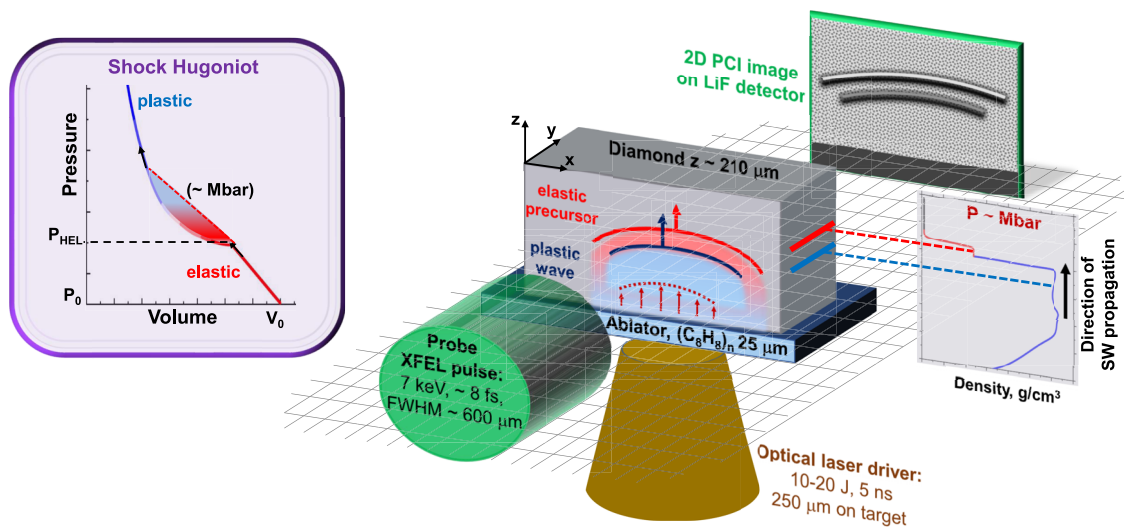 Shock Hugoniot
plastic
(~ Mbar)
Pressure
P_HEL
elastic
P_0
Volume
V_0
2D PCI image
on LiF detector
z
y
x
Diamond z ~ 210 μm
elastic
precursor
plastic
wave
Ablator, (C_8H_8)_n 25 μm
Probe
XFEL pulse:
7 keV, ~ 8 fs,
FWHM ~ 600 μm
Optical laser driver:
10-20 J, 5 ns
250 μm on target
P ~ Mbar
Direction of
SW propagation
Density, g/cm³